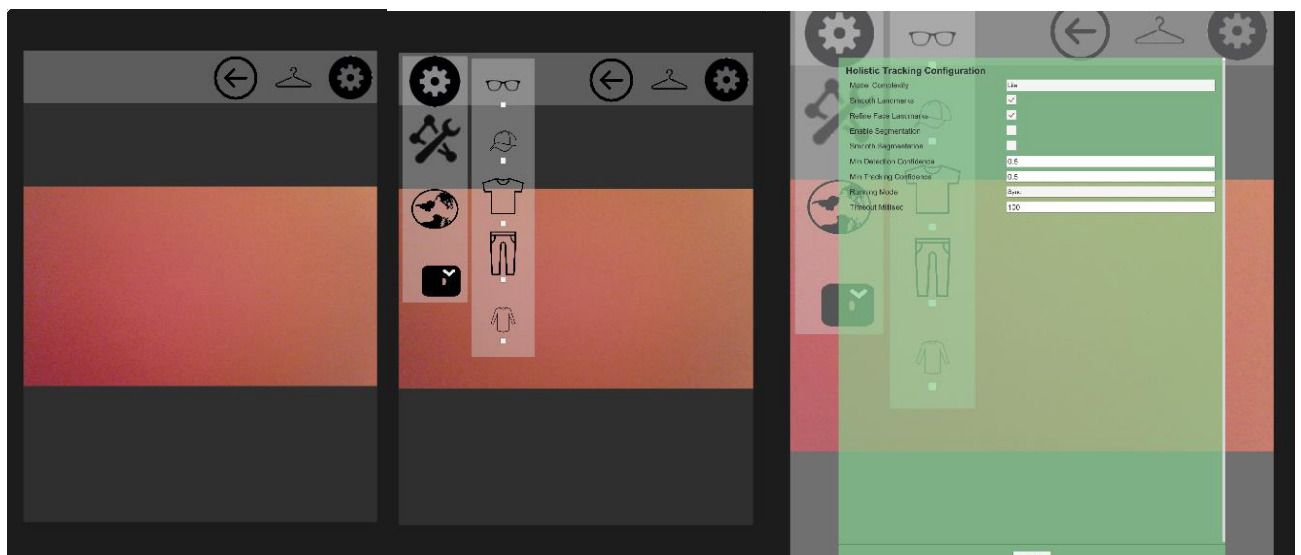 Holistic Tracking Configuration
Model Complexity
Lite
Smooth Landmarks
Refine Face Landmarks
Enable Segmentation
Smooth Segmentation
Min Detection Confidence
0.5
Min Tracking Confidence
0.5
Running Mode
Sync
Timeout Millisec
100